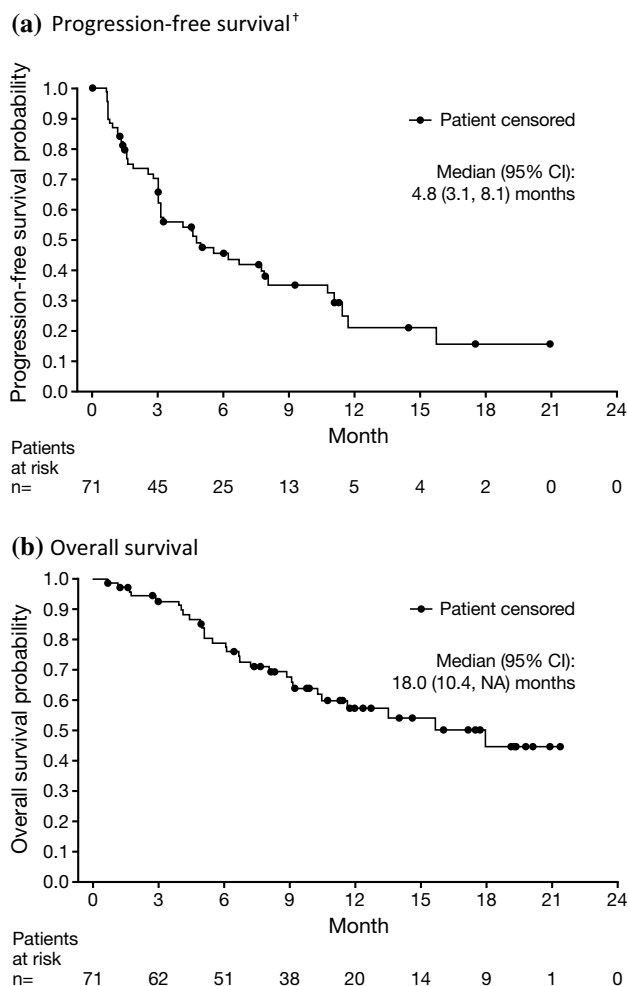 (a) Progression-free survival†
Progression-free survival probability
1.0
0.9
0.8
0.7
0.6
0.5
0.4
0.3
0.2
0.1
0.0
Patient censored
Median (95% CI):
4.8 (3.1, 8.1) months
0 3 6 9 12 15 18 21 24
Month
Patients
at risk
n= 71 45 25 13 5 4 2 0 0
(b) Overall survival
Overall survival probability
1.0
0.9
0.8
0.7
0.6
0.5
0.4
0.3
0.2
0.1
0.0
Patient censored
Median (95% CI):
18.0 (10.4, NA) months
0 3 6 9 12 15 18 21 24
Month
Patients
at risk
n= 71 62 51 38 20 14 9 1 0